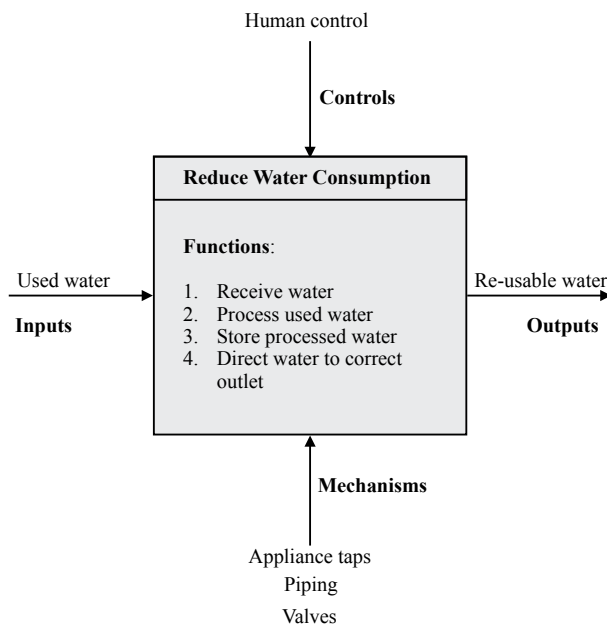 Human control
Controls
Reduce Water Consumption
Functions:
Used water
Inputs
1. Receive water
2. Process used water
3. Store processed water
4. Direct water to correct
outlet
Re-usable water
Outputs
Mechanisms
Appliance taps
Piping
Valves